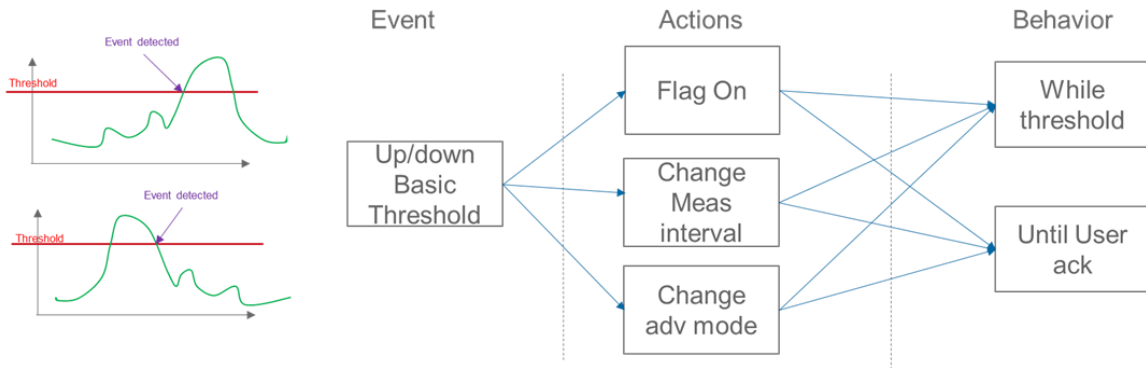 Event
Actions
Behavior
Event detected
Threshold
Event detected
Threshold
Up/down
Basic
Threshold
Flag On
Change
Meas
interval
Change
adv mode
While
threshold
Until User
ack